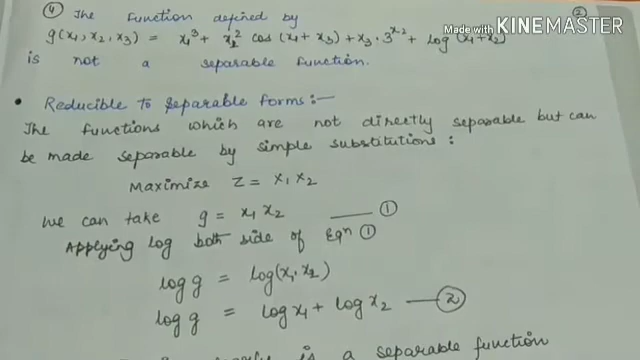 ④ The function defined by ②
g(x₁, x₂, x₃) = x₁³ + x₂² cos (x₁ + x₃) + x₃ · 3^x₂ + log (x₁ + x₂)
is not a separable function.
Made with KINEMASTER
• Reducible to separable forms:—
The functions which are not directly separable but can
be made separable by simple substitutions:
Maximize Z = x₁ x₂
We can take g = x₁ x₂ —— ①
Applying log both side of Eqⁿ ①
log g = log(x₁. x₂)
log g = log x₁ + log x₂ —— ②
is a separable function